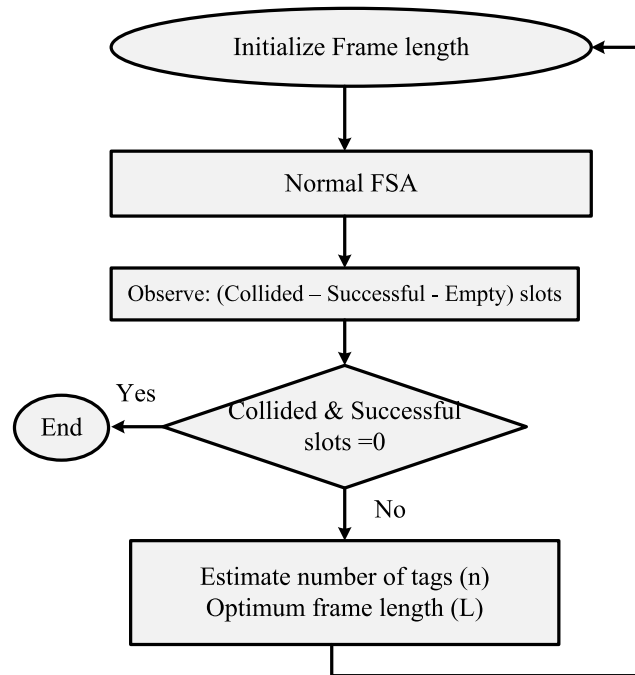 Initialize Frame length
Normal FSA
Observe: (Collided – Successful - Empty) slots
Yes
Collided & Successful
slots =0
End
No
Estimate number of tags (n)
Optimum frame length (L)